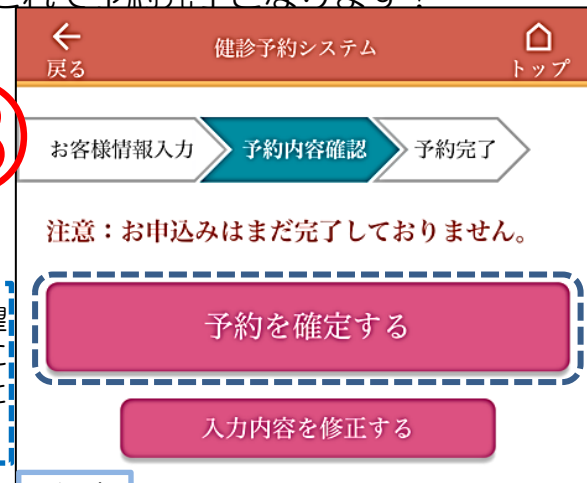 健診予約システム
戻る
トップ
お客様情報入力
予約内容確認
予約完了
注意：お申込みはまだ完了しておりません。
予約を確定する
入力内容を修正する